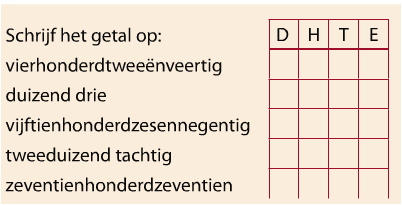 Schrijf het getal op: D H T E
vierhonderdtweeënveertig
duizend drie
vijftienhonderdzesennegentig
tweeduizend tachtig
zeventienhonderdzeventien